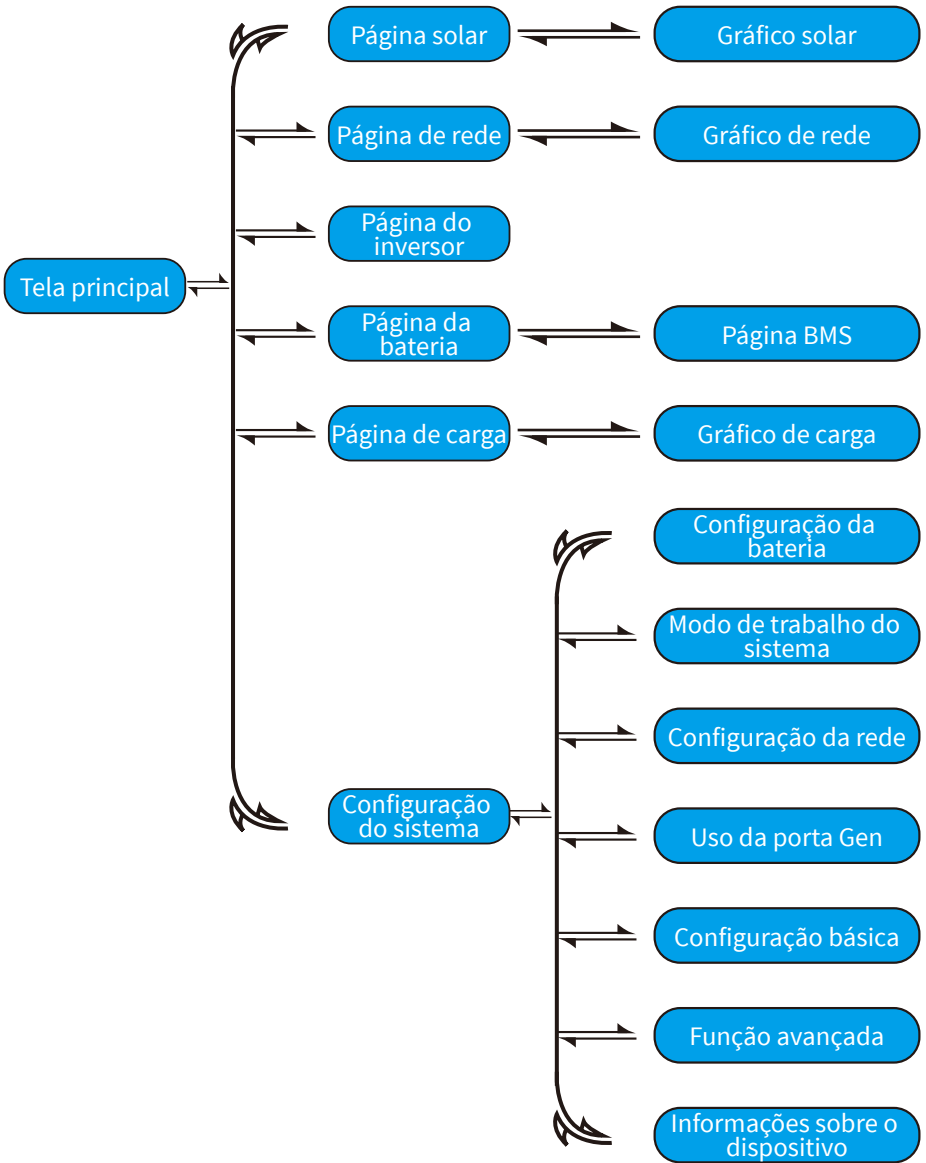 Página solar
Gráfico solar
Página de rede
Gráfico de rede
Página do
inversor
Tela principal
Página da
bateria
Página BMS
Página de carga
Gráfico de carga
Configuração da
bateria
Modo de trabalho do
sistema
Configuração da rede
Configuração
do sistema
Uso da porta Gen
Configuração básica
Função avançada
Informações sobre o
dispositivo